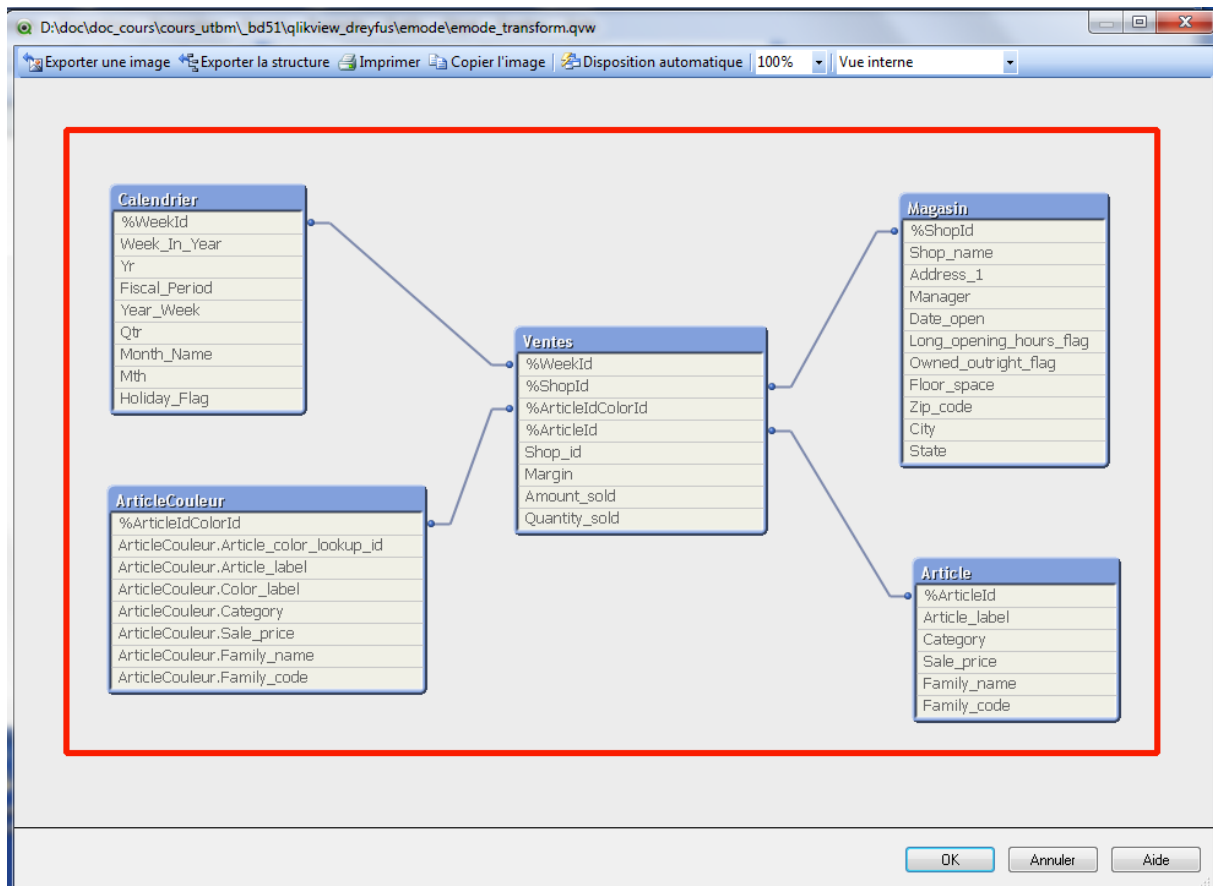 D:\doc\doc_cours\cours_utbm\_bd51\qlikview_dreyfus\emode\emode_transform.qvw
Exporter une image Exporter la structure Imprimer Copier l'image Disposition automatique 100% Vue interne
Calendrier
%WeekId
Week_In_Year
Yr
Fiscal_Period
Year_Week
Qtr
Month_Name
Mth
Holiday_Flag
Magasin
%ShopId
Shop_name
Address_1
Manager
Date_open
Long_opening_hours_flag
Owned_outright_flag
Floor_space
Zip_code
City
State
Ventes
%WeekId
%ShopId
%ArticleIdColorId
%ArticleId
Shop_id
Margin
Amount_sold
Quantity_sold
ArticleCouleur
%ArticleIdColorId
ArticleCouleur.Article_color_lookup_id
ArticleCouleur.Article_label
ArticleCouleur.Color_label
ArticleCouleur.Category
ArticleCouleur.Sale_price
ArticleCouleur.Family_name
ArticleCouleur.Family_code
Article
%ArticleId
Article_label
Category
Sale_price
Family_name
Family_code
OK Annuler Aide